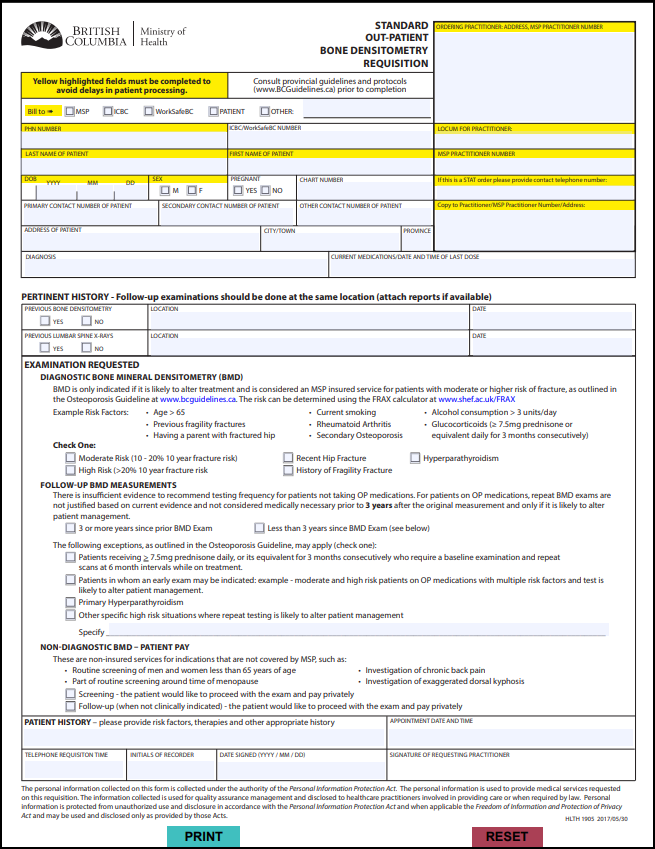 BRITISH
COLUMBIA
Ministry of
Health
STANDARD
OUT-PATIENT
BONE DENSITOMETRY
REQUISITION
ORDERING PRACTITIONER: ADDRESS, MSP PRACTITIONER NUMBER
Yellow highlighted fields must be completed to
avoid delays in patient processing.
Consult provincial guidelines and protocols
(www.BCGuidelines.ca) prior to completion
Bill to ➡ MSP ICBC WorkSafeBC PATIENT OTHER:
PHN NUMBER
ICBC/WorkSafeBC NUMBER
LOCUM FOR PRACTITIONER:
LAST NAME OF PATIENT
FIRST NAME OF PATIENT
MSP PRACTITIONER NUMBER
DOB YYYY MM DD
SEX
M F
PREGNANT
YES NO
CHART NUMBER
If this is a STAT order please provide contact telephone number:
PRIMARY CONTACT NUMBER OF PATIENT
SECONDARY CONTACT NUMBER OF PATIENT
OTHER CONTACT NUMBER OF PATIENT
Copy to Practitioner/MSP Practitioner Number/Address:
ADDRESS OF PATIENT
CITY/TOWN
PROVINCE
DIAGNOSIS
CURRENT MEDICATIONS/DATE AND TIME OF LAST DOSE
PERTINENT HISTORY - Follow-up examinations should be done at the same location (attach reports if available)
PREVIOUS BONE DENSITOMETRY
YES NO
LOCATION
DATE
PREVIOUS LUMBAR SPINE X-RAYS
YES NO
LOCATION
DATE
EXAMINATION REQUESTED
DIAGNOSTIC BONE MINERAL DENSITOMETRY (BMD)
BMD is only indicated if it is likely to alter treatment and is considered an MSP insured service for patients with moderate or higher risk of fracture, as outlined in
the Osteoporosis Guideline at www.bcguidelines.ca. The risk can be determined using the FRAX calculator at www.shef.ac.uk/FRAX
Example Risk Factors: • Age > 65 • Current smoking • Alcohol consumption > 3 units/day
• Previous fragility fractures • Rheumatoid Arthritis • Glucocorticoids (≥ 7.5mg prednisone or
• Having a parent with fractured hip • Secondary Osteoporosis equivalent daily for 3 months consecutively)
Check One:
Moderate Risk (10 - 20% 10 year fracture risk) Recent Hip Fracture Hyperparathyroidism
High Risk (>20% 10 year fracture risk History of Fragility Fracture
FOLLOW-UP BMD MEASUREMENTS
There is insufficient evidence to recommend testing frequency for patients not taking OP medications. For patients on OP medications, repeat BMD exams are
not justified based on current evidence and not considered medically necessary prior to 3 years after the original measurement and only if it is likely to alter
patient management.
3 or more years since prior BMD Exam Less than 3 years since BMD Exam (see below)
The following exceptions, as outlined in the Osteoporosis Guideline, may apply (check one):
Patients receiving ≥ 7.5mg prednisone daily, or its equivalent for 3 months consecutively who require a baseline examination and repeat
scans at 6 month intervals while on treatment.
Patients in whom an early exam may be indicated: example - moderate and high risk patients on OP medications with multiple risk factors and test is
likely to alter patient management.
Primary Hyperparathyroidism
Other specific high risk situations where repeat testing is likely to alter patient management
Specify
NON-DIAGNOSTIC BMD – PATIENT PAY
These are non-insured services for indications that are not covered by MSP, such as:
• Routine screening of men and women less than 65 years of age • Investigation of chronic back pain
• Part of routine screening around time of menopause • Investigation of exaggerated dorsal kyphosis
Screening - the patient would like to proceed with the exam and pay privately
Follow-up (when not clinically indicated) - the patient would like to proceed with the exam and pay privately
PATIENT HISTORY – please provide risk factors, therapies and other appropriate history
APPOINTMENT DATE AND TIME
TELEPHONE REQUISITON TIME
INITIALS OF RECORDER
DATE SIGNED (YYYY / MM / DD)
SIGNATURE OF REQUESTING PRACTITIONER
The personal information collected on this form is collected under the authority of the Personal Information Protection Act. The personal information is used to provide medical services requested
on this requisition. The information collected is used for quality assurance management and disclosed to healthcare practitioners involved in providing care or when required by law. Personal
information is protected from unauthorized use and disclosure in accordance with the Personal Information Protection Act and when applicable the Freedom of Information and Protection of Privacy
Act and may be used and disclosed only as provided by those Acts.
HLTH 1905 2017/05/30
PRINT
RESET